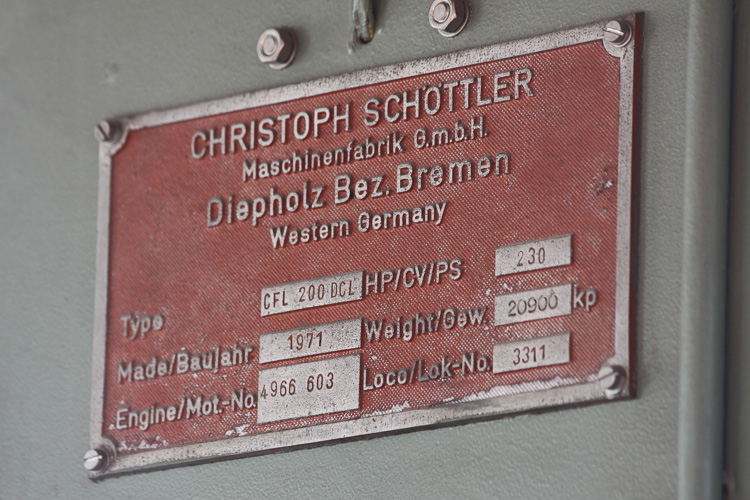 CHRISTOPH SCHÖTTLER
Maschinenfabrik G.m.b.H.
Diepholz Bez. Bremen
Western Germany
Type CFL 200 DCL HP/CV/PS 230
Made/Baujahr 1971 Weight/Gew. 20900 kp
Engine/Mot.-No. 4966 603 Loco/Lok-No. 3311